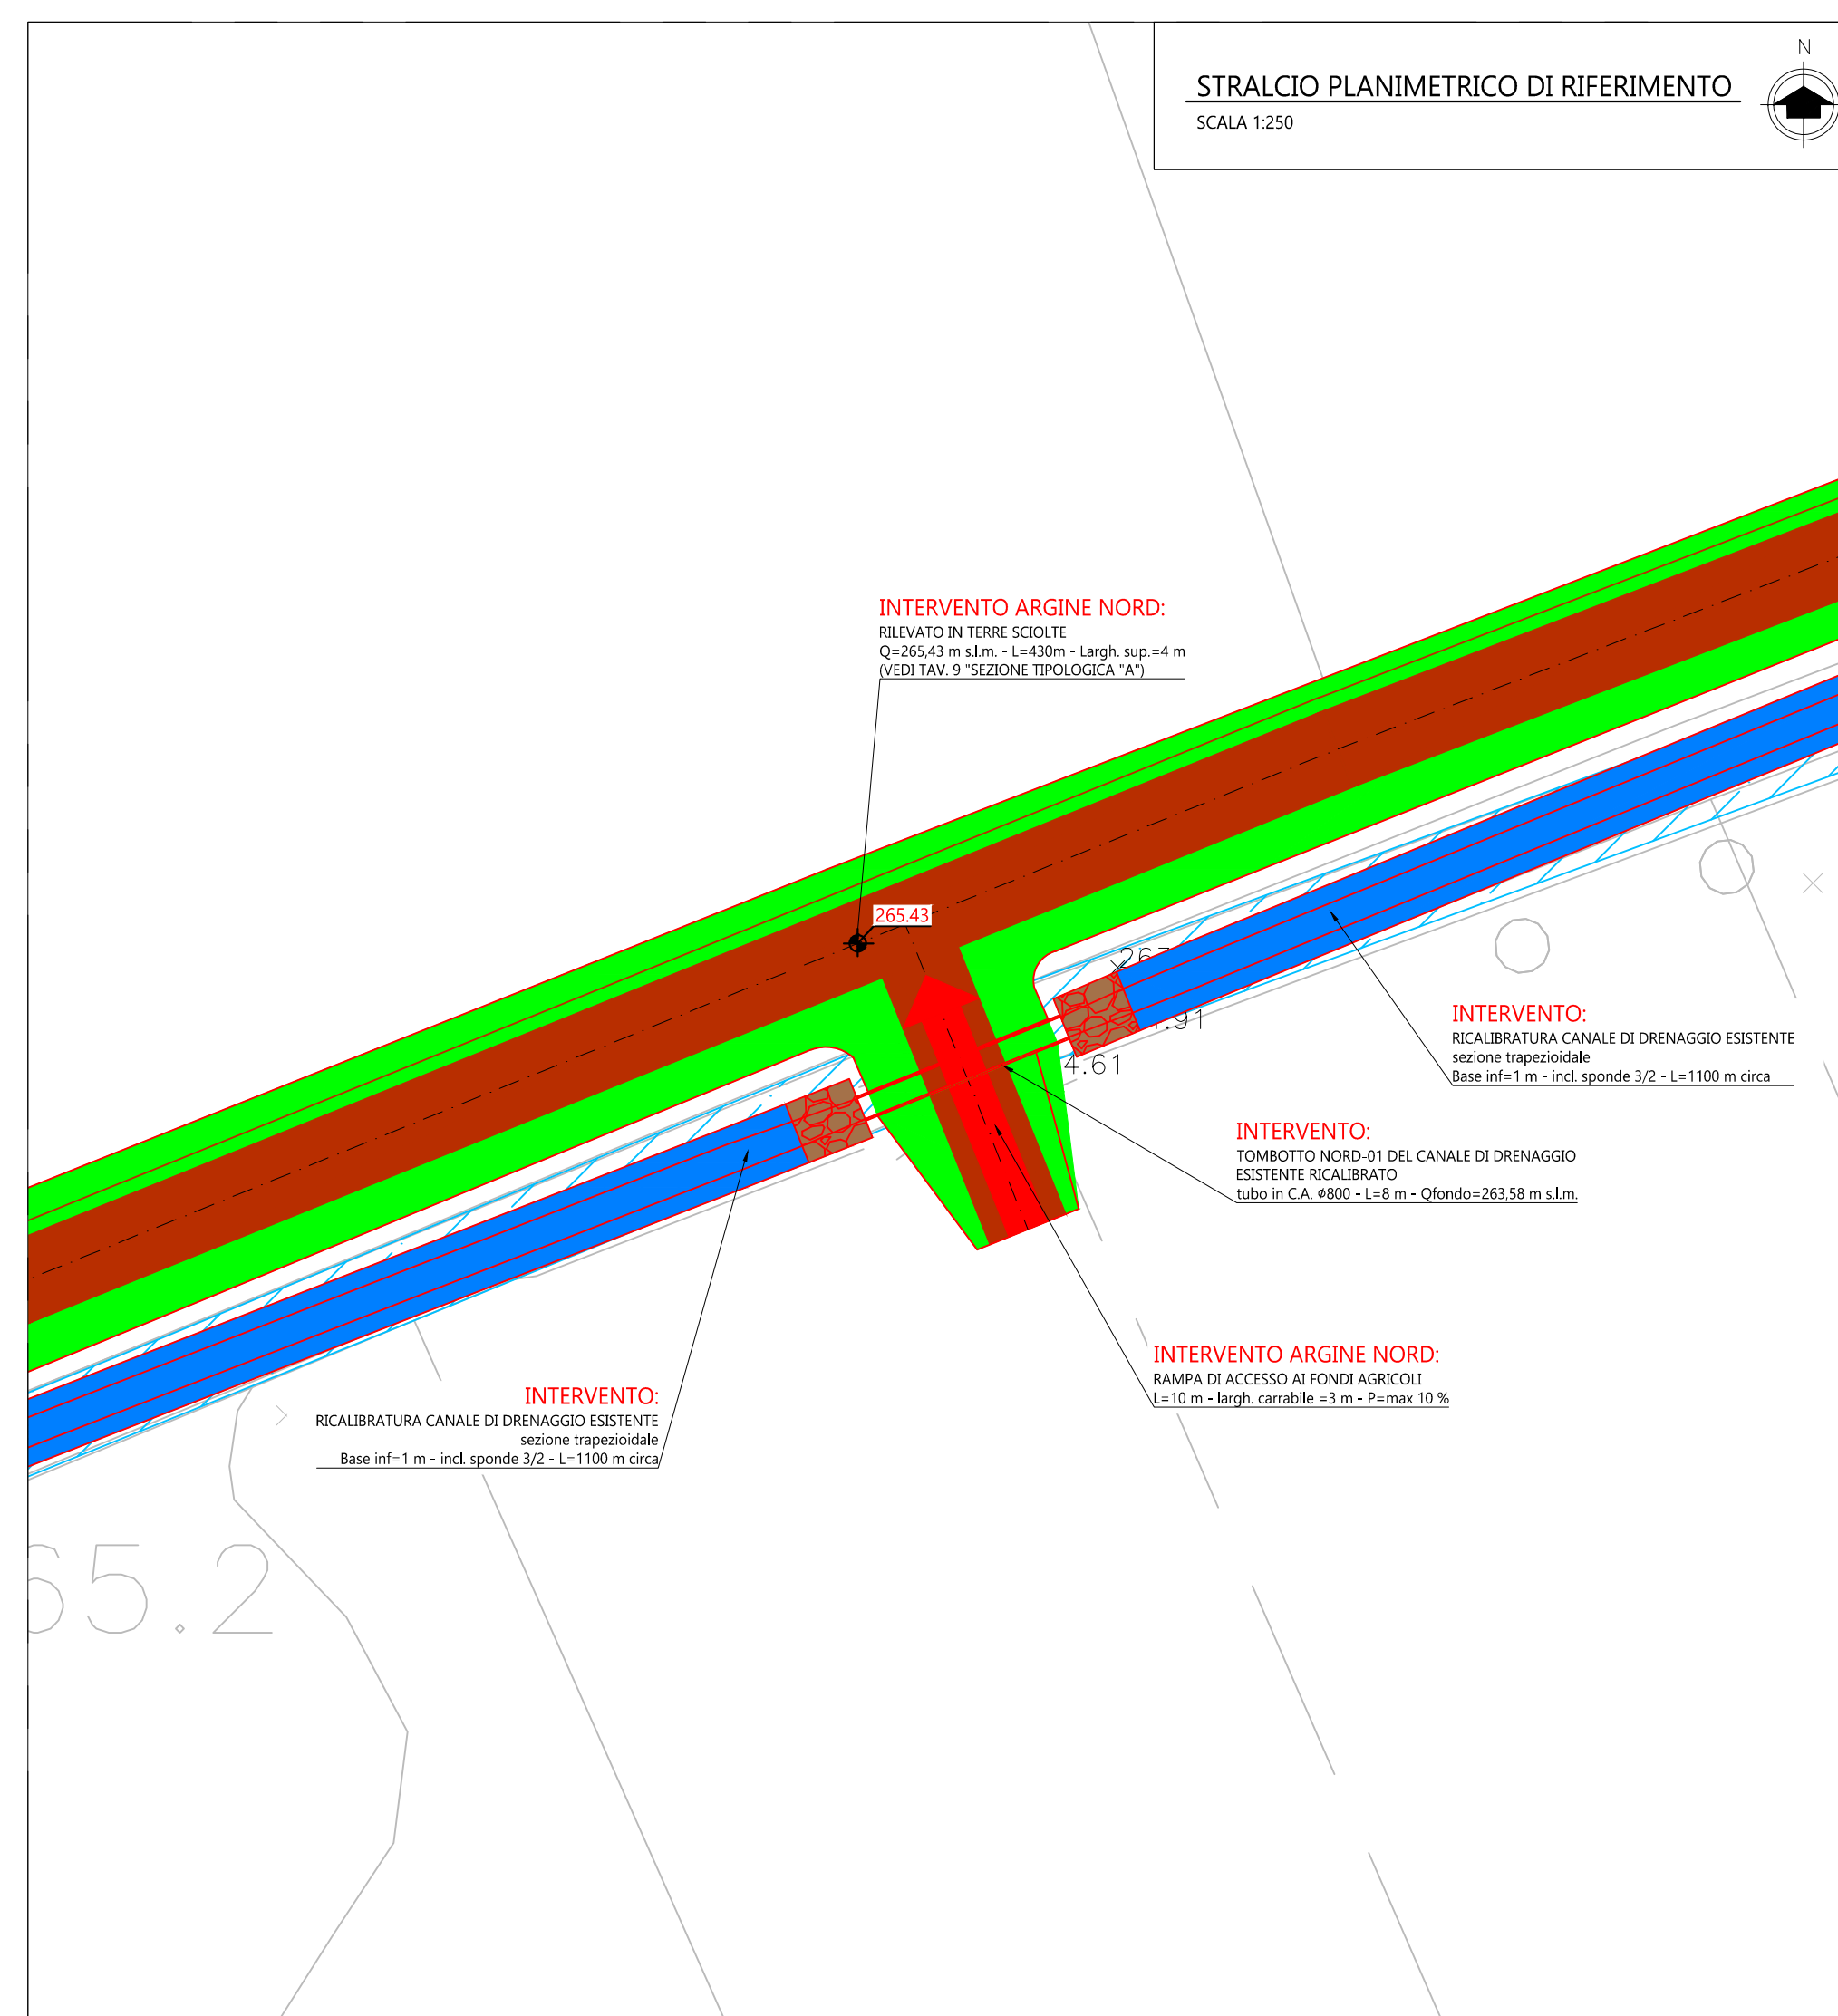 N
STRALCIO PLANIMETRICO DI RIFERIMENTO
SCALA 1:250
INTERVENTO ARGINE NORD:
RILEVATO IN TERRE SCIOLTE
Q=265,43 m s.l.m. - L=430m - Largh. sup.=4 m
(VEDI TAV. 9 "SEZIONE TIPOLOGICA "A")
265.43
4.61
INTERVENTO:
RICALIBRATURA CANALE DI DRENAGGIO ESISTENTE
sezione trapezioidale
Base inf=1 m - incl. sponde 3/2 - L=1100 m circa
INTERVENTO:
TOMBOTTO NORD-01 DEL CANALE DI DRENAGGIO
ESISTENTE RICALIBRATO
tubo in C.A. ø800 - L=8 m - Qfondo=263,58 m s.l.m.
INTERVENTO ARGINE NORD:
RAMPA DI ACCESSO AI FONDI AGRICOLI
L=10 m - largh. carrabile =3 m - P=max 10 %
INTERVENTO:
RICALIBRATURA CANALE DI DRENAGGIO ESISTENTE
sezione trapezioidale
Base inf=1 m - incl. sponde 3/2 - L=1100 m circa
65.2